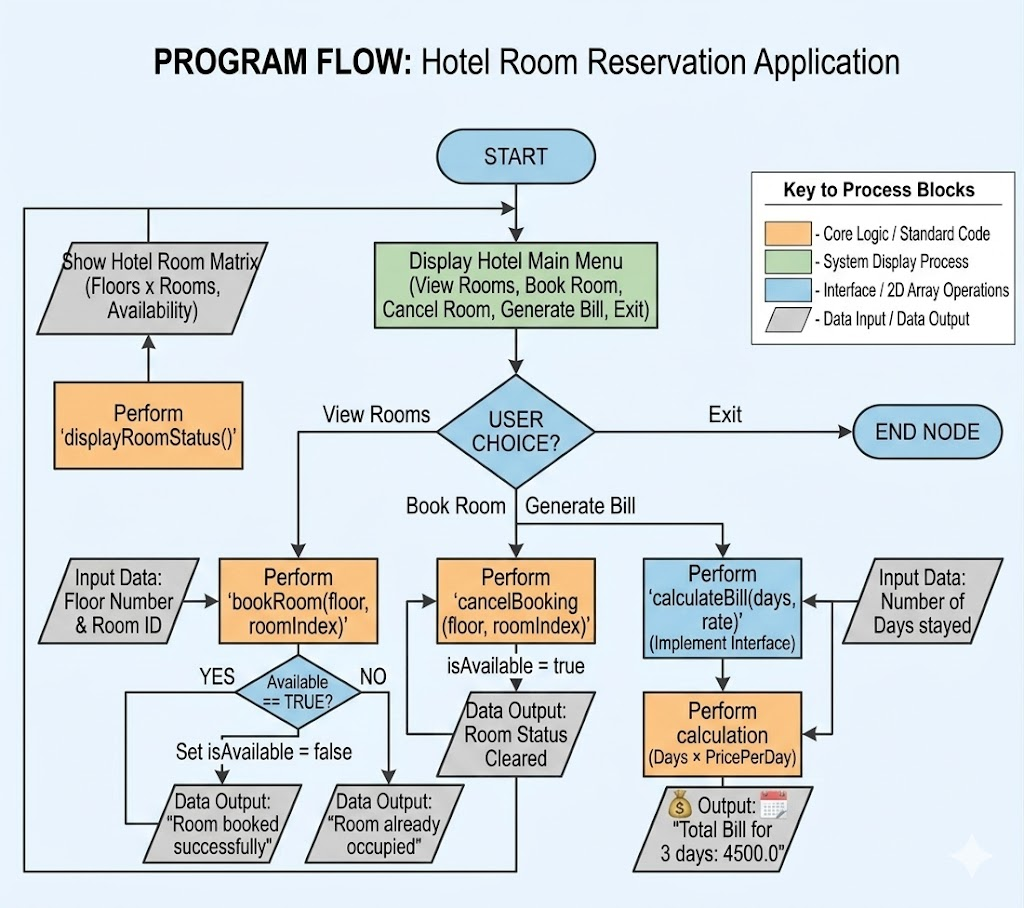 PROGRAM FLOW: Hotel Room Reservation Application
START
Key to Process Blocks
- Core Logic / Standard Code
- System Display Process
- Interface / 2D Array Operations
- Data Input / Data Output
Show Hotel Room Matrix
(Floors x Rooms,
Availability)
Display Hotel Main Menu
(View Rooms, Book Room,
Cancel Room, Generate Bill, Exit)
Perform
‘displayRoomStatus()’
View Rooms
USER
CHOICE?
Exit
END NODE
Book Room
Generate Bill
Input Data:
Floor Number
& Room ID
Perform
‘bookRoom(floor,
roomIndex)’
Perform
‘cancelBooking
(floor, roomIndex)’
Perform
‘calculateBill(days,
rate)’
(Implement Interface)
Input Data:
Number of
Days stayed
YES
Available
== TRUE?
NO
isAvailable = true
Set isAvailable = false
Data Output:
Room Status
Cleared
Perform
calculation
(Days × PricePerDay)
Data Output:
"Room booked
successfully"
Data Output:
"Room already
occupied"
Output:
"Total Bill for
3 days: 4500.0"